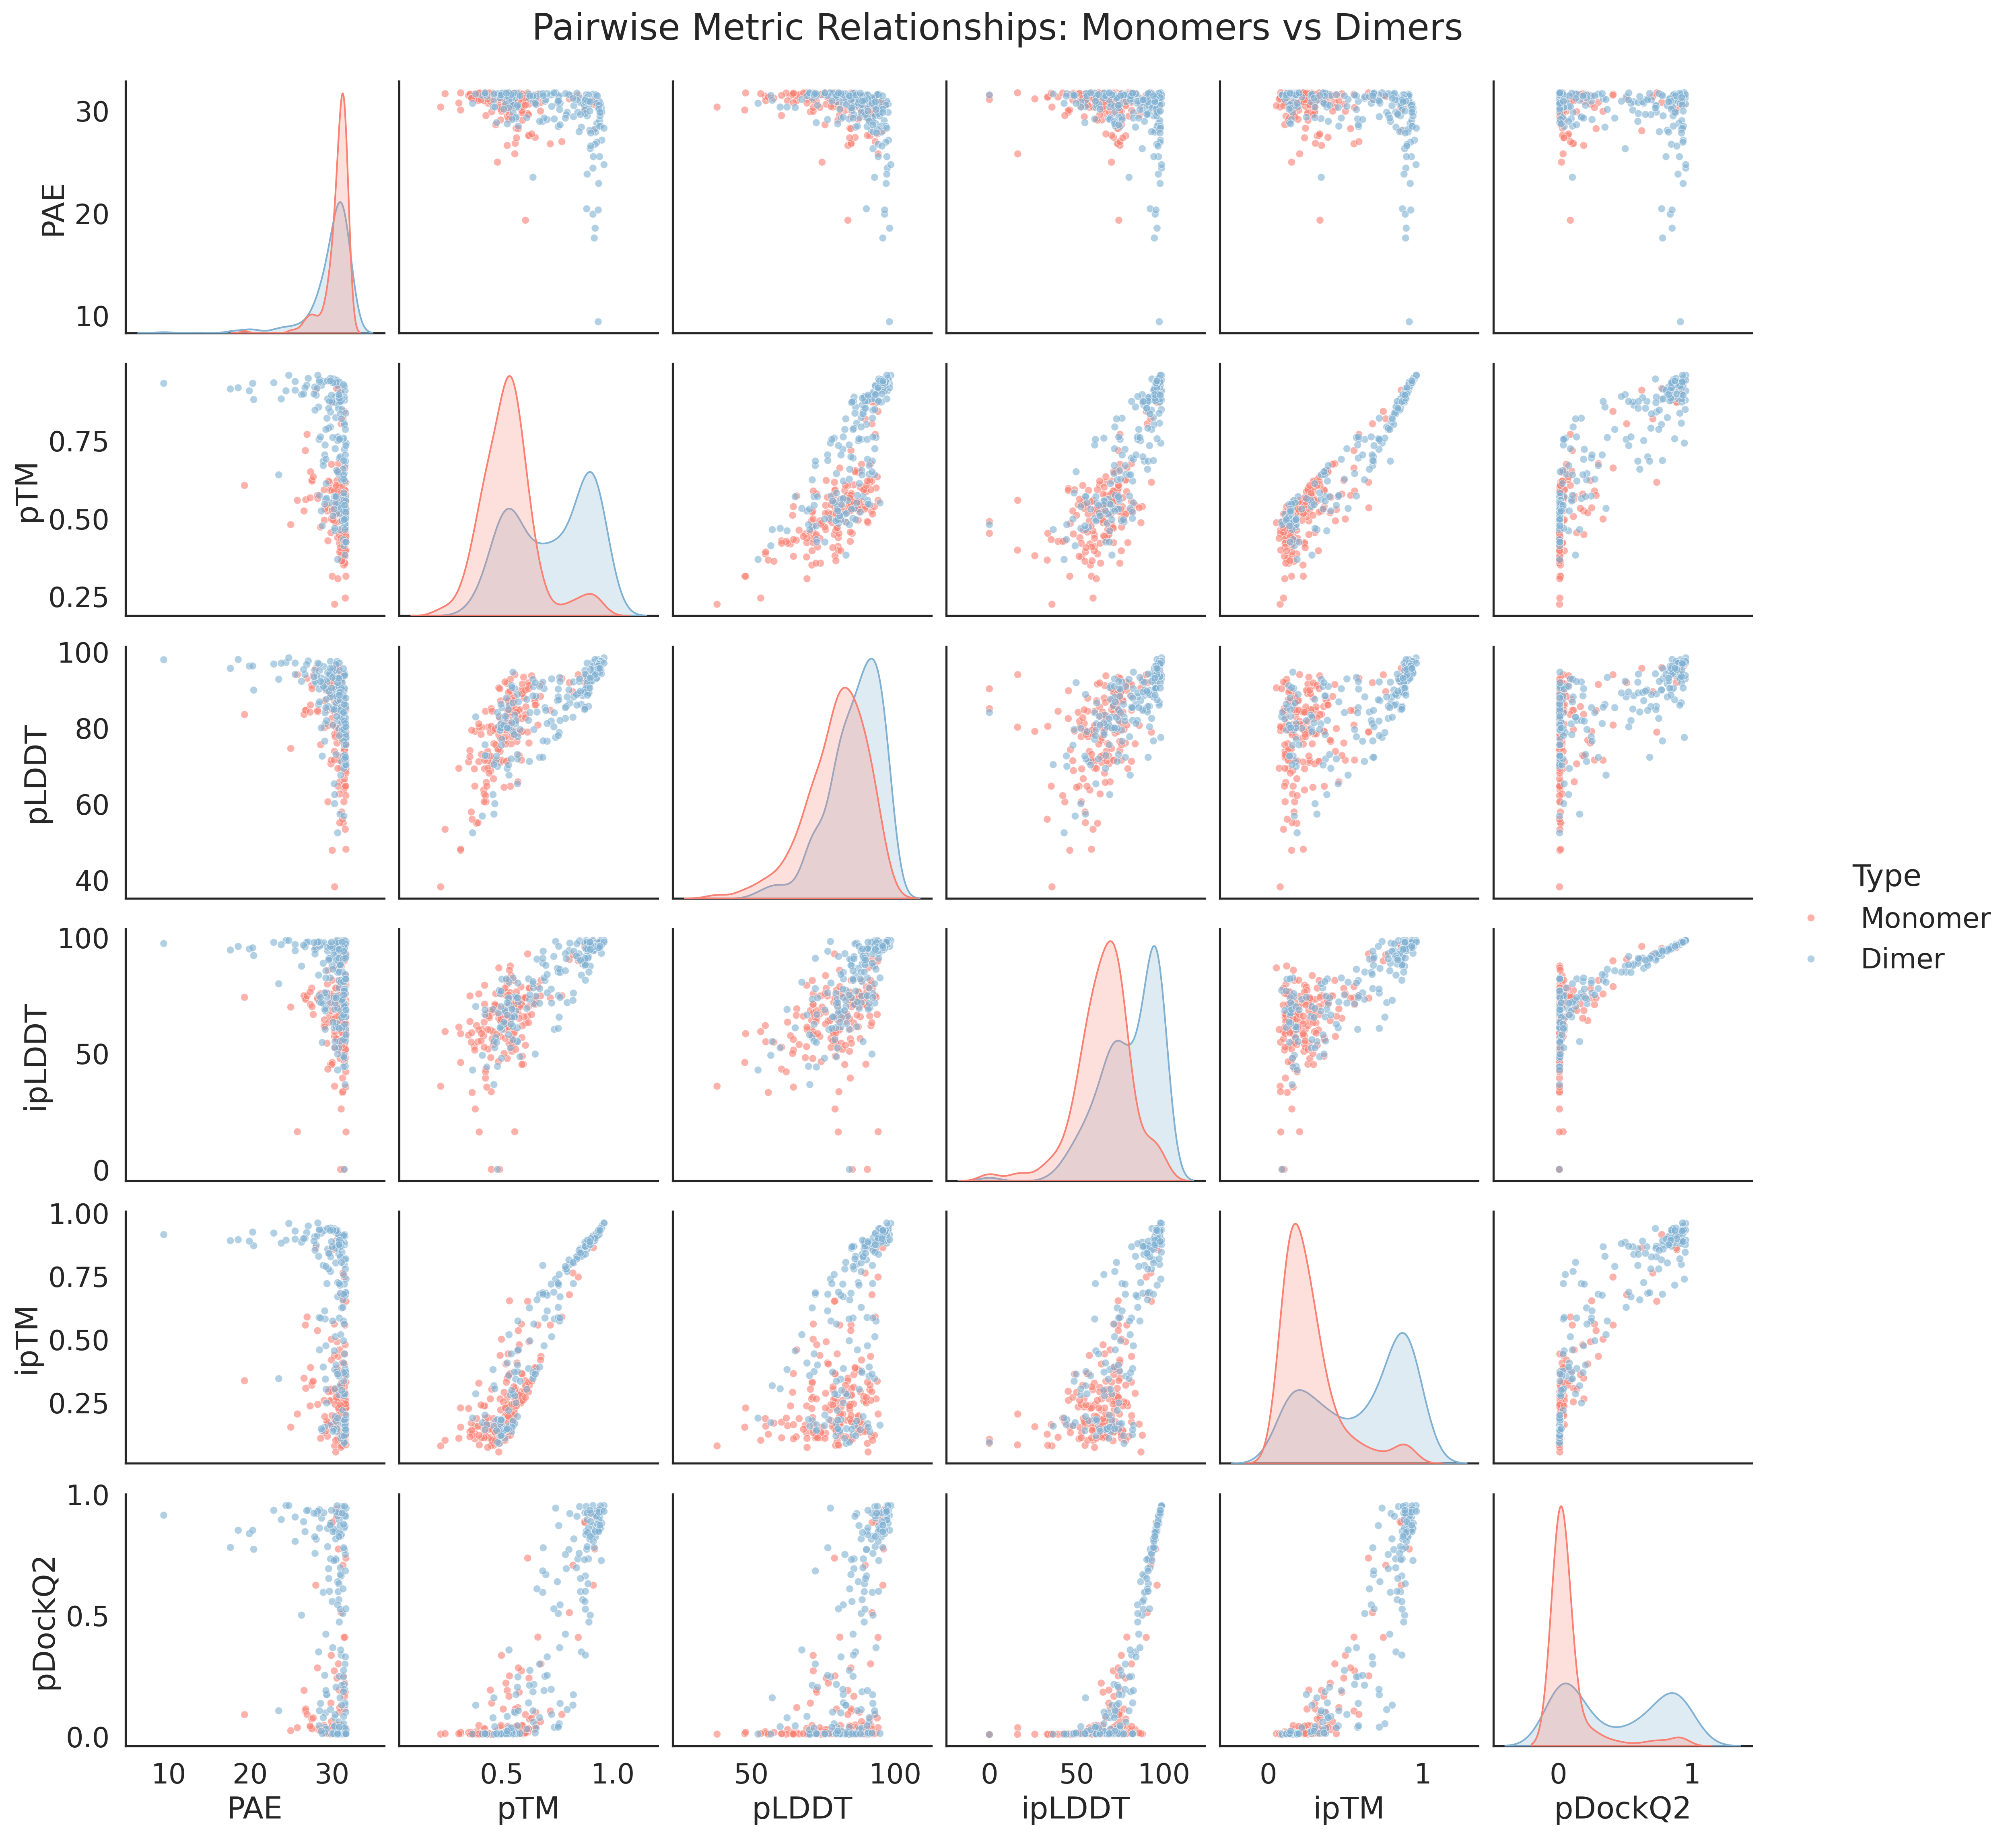 Pairwise Metric Relationships: Monomers vs Dimers
PAE
30
20
10
pTM
0.75
0.50
0.25
pLDDT
100
80
60
40
ipLDDT
100
50
0
ipTM
1.00
0.75
0.50
0.25
pDockQ2
1.0
0.5
0.0
10 20 30 0.5 1.0 50 100 0 50 100 0 1 0 1
PAE pTM pLDDT ipLDDT ipTM pDockQ2
Type
Monomer
Dimer